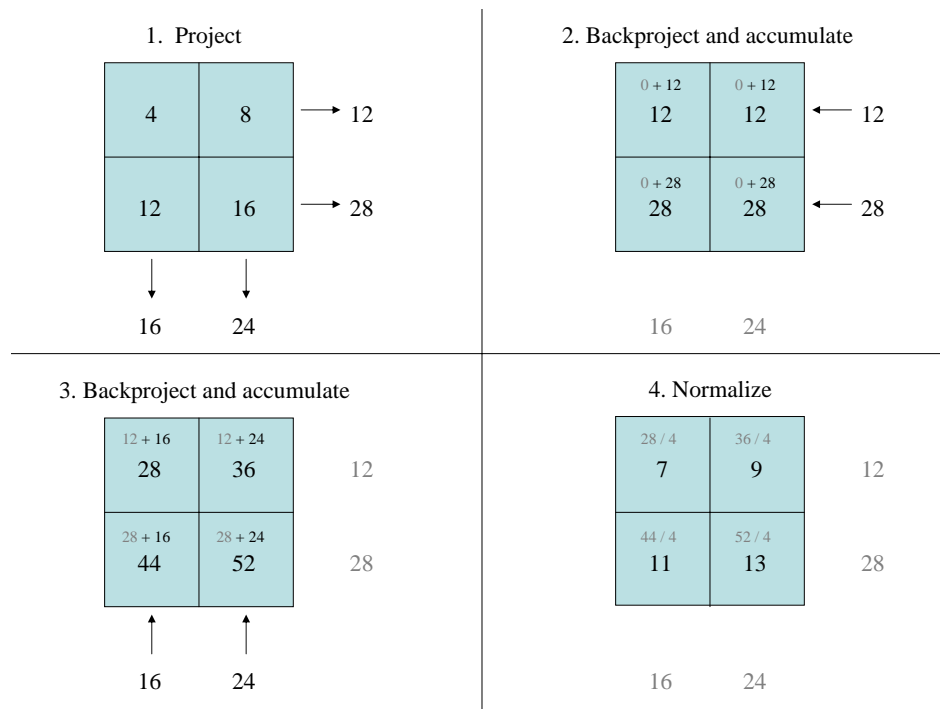 1. Project
4 8 12
12 16 28
16 24
2. Backproject and accumulate
0 + 12 0 + 12
12 12 12
0 + 28 0 + 28
28 28 28
16 24
3. Backproject and accumulate
12 + 16 12 + 24
28 36 12
28 + 16 28 + 24
44 52 28
16 24
4. Normalize
28 / 4 36 / 4
7 9 12
44 / 4 52 / 4
11 13 28
16 24